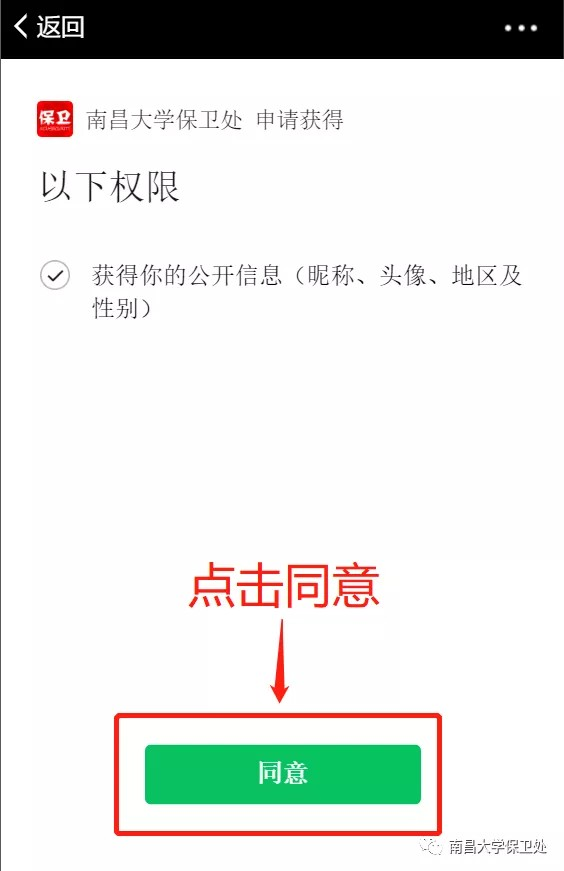 返回
保卫
南昌大学保卫处 申请获得
以下权限
获得你的公开信息（昵称、头像、地区及
性别）
点击同意
同意
南昌大学保卫处